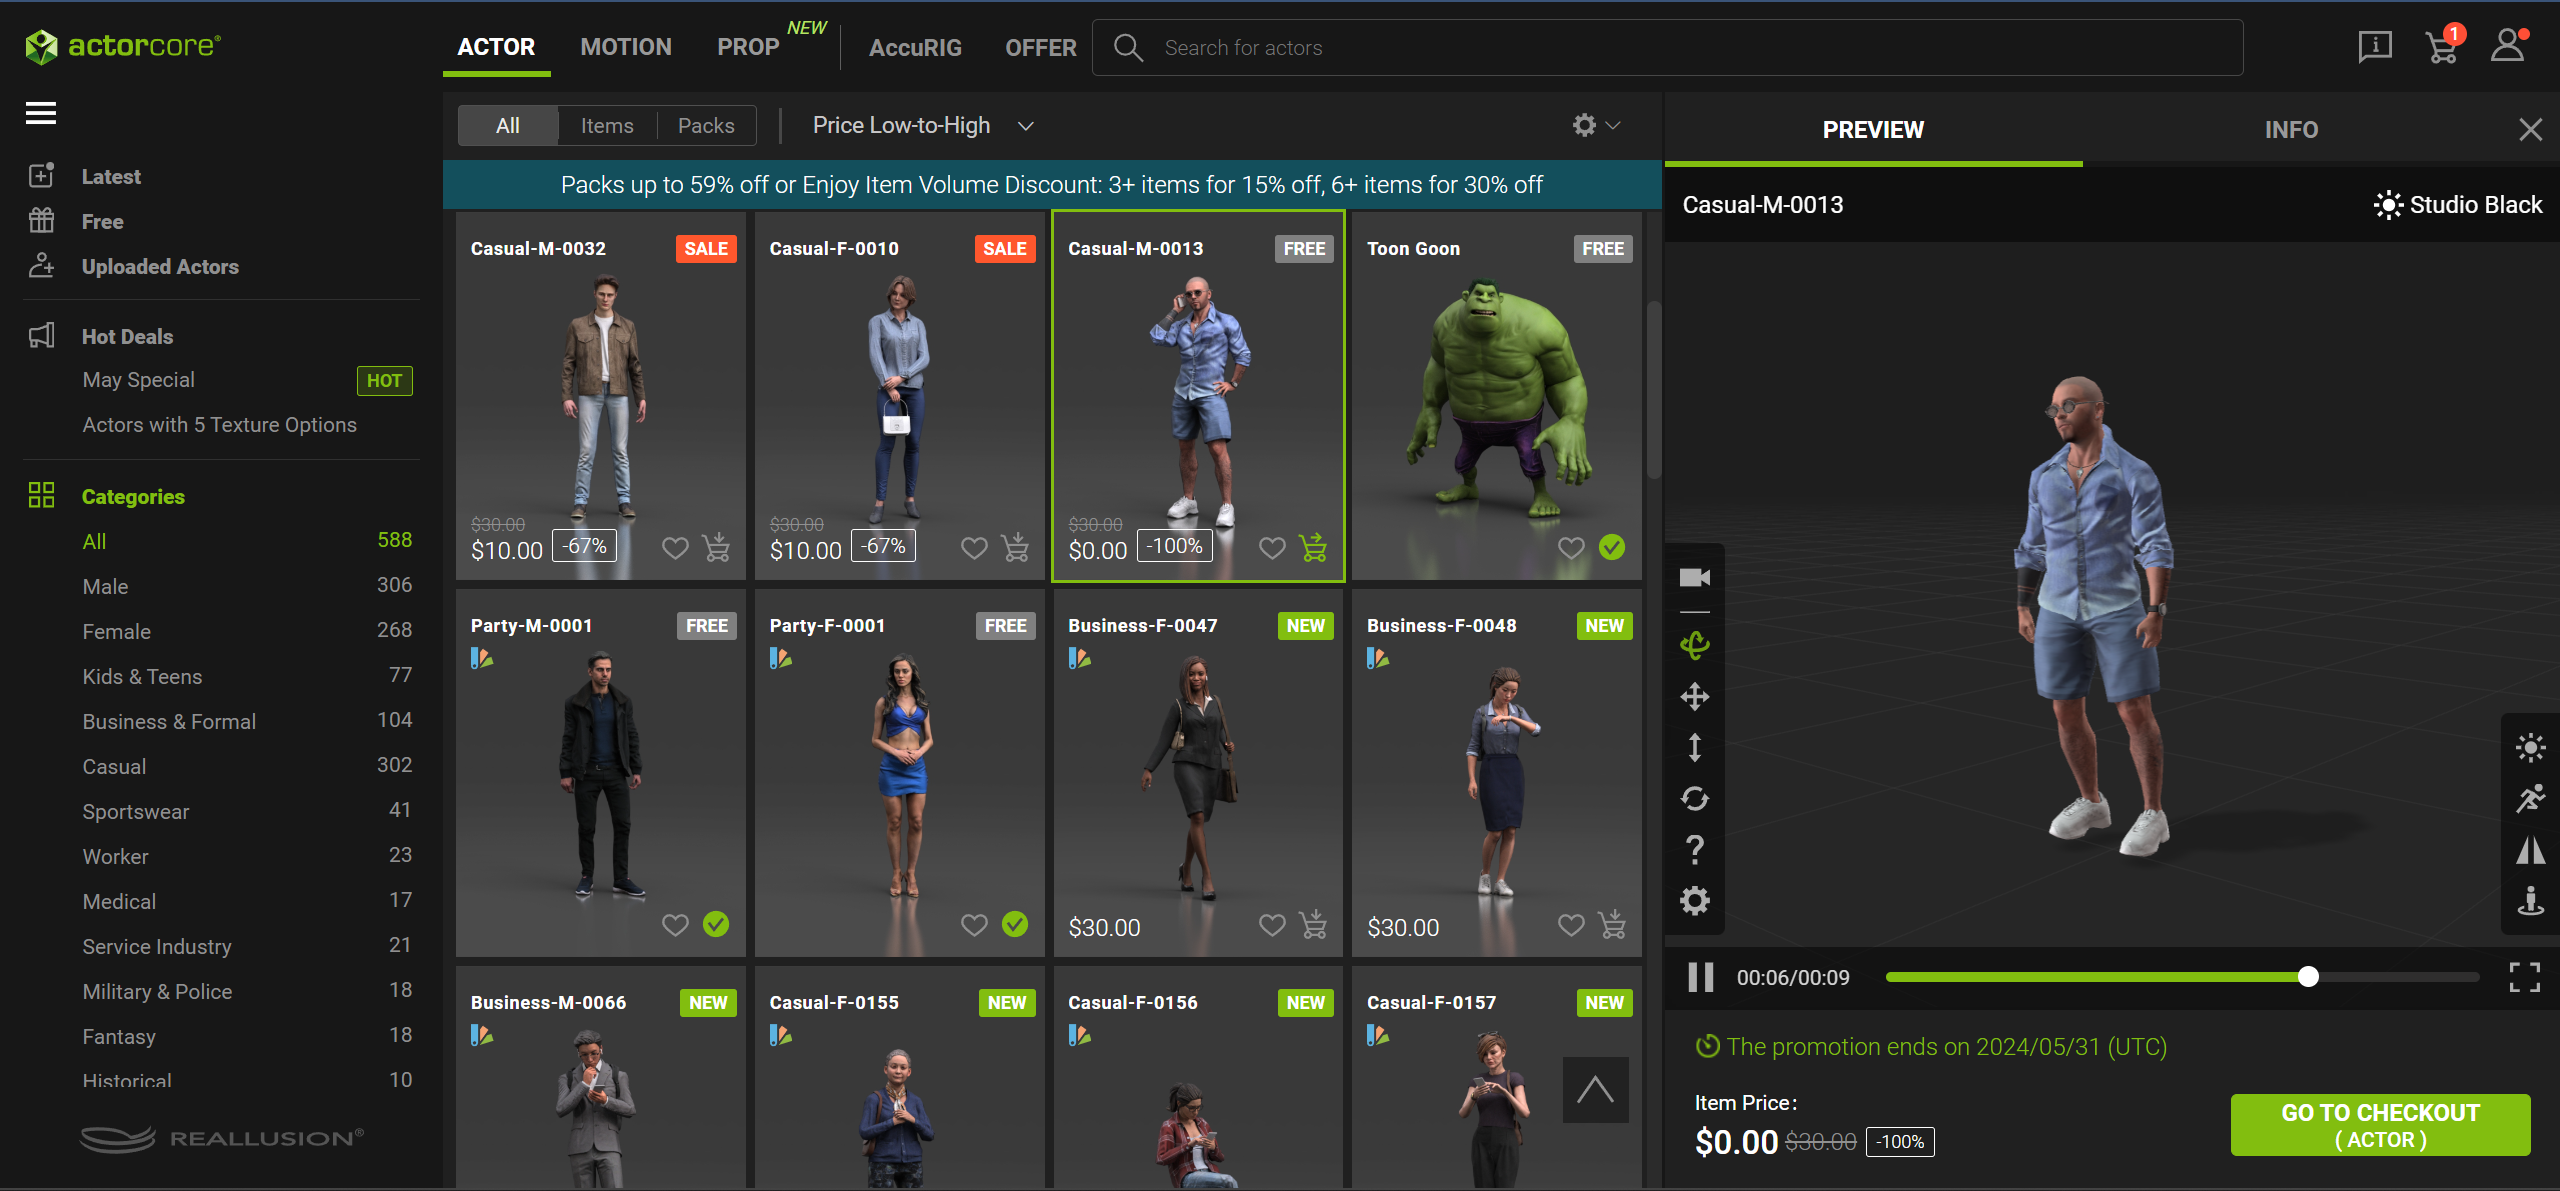 actorcore®
ACTOR
MOTION
PROP
NEW
AccuRIG
OFFER
Search for actors
1
Latest
Free
Uploaded Actors
Hot Deals
May Special
HOT
Actors with 5 Texture Options
Categories
All 588
Male 306
Female 268
Kids & Teens 77
Business & Formal 104
Casual 302
Sportswear 41
Worker 23
Medical 17
Service Industry 21
Military & Police 18
Fantasy 18
Historical 10
REALLUSION®
All
Items
Packs
Price Low-to-High
Packs up to 59% off or Enjoy Item Volume Discount: 3+ items for 15% off, 6+ items for 30% off
Casual-M-0032 SALE
$30.00
$10.00 -67%
Casual-F-0010 SALE
$30.00
$10.00 -67%
Casual-M-0013 FREE
$30.00
$0.00 -100%
Toon Goon FREE
Party-M-0001 FREE
Party-F-0001 FREE
Business-F-0047 NEW
$30.00
Business-F-0048 NEW
$30.00
Business-M-0066 NEW
Casual-F-0155 NEW
Casual-F-0156 NEW
Casual-F-0157 NEW
PREVIEW
INFO
Casual-M-0013
Studio Black
00:06/00:09
The promotion ends on 2024/05/31 (UTC)
Item Price:
$0.00 $30.00 -100%
GO TO CHECKOUT
( ACTOR )